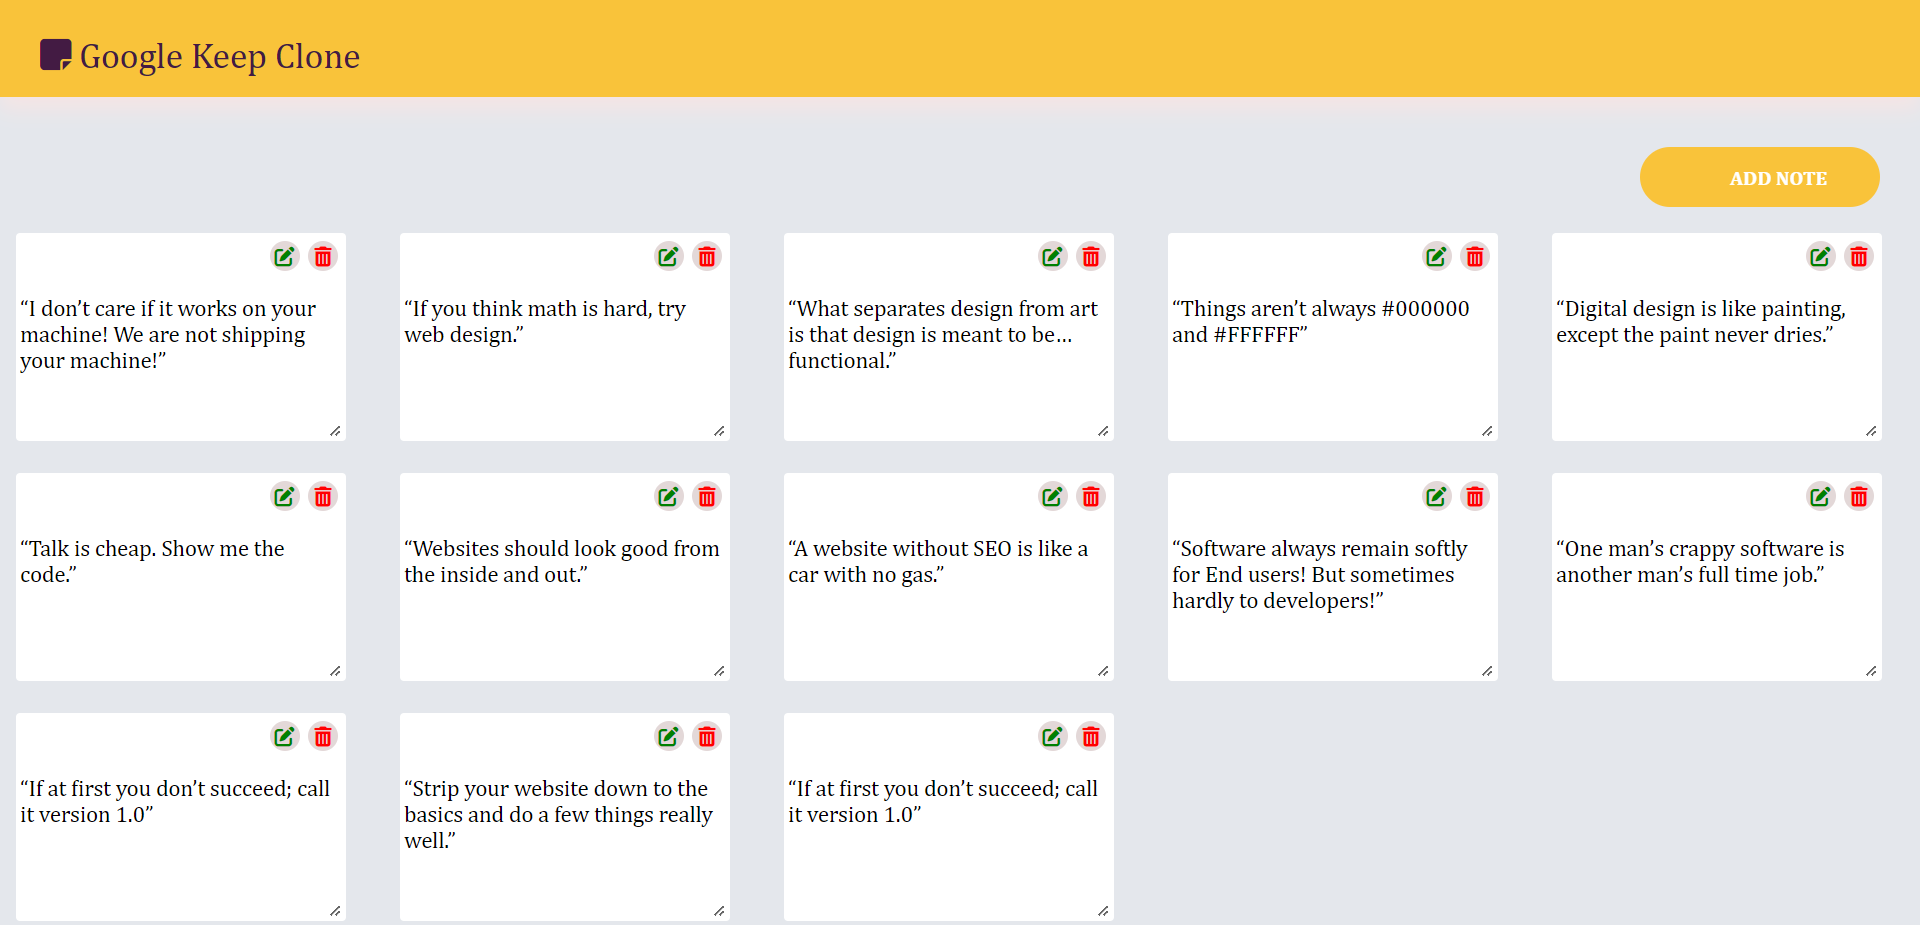 Google Keep Clone
ADD NOTE
“I don’t care if it works on your
machine! We are not shipping
your machine!”
“If you think math is hard, try
web design.”
“What separates design from art
is that design is meant to be…
functional.”
“Things aren’t always #000000
and #FFFFFF”
“Digital design is like painting,
except the paint never dries.”
“Talk is cheap. Show me the
code.”
“Websites should look good from
the inside and out.”
“A website without SEO is like a
car with no gas.”
“Software always remain softly
for End users! But sometimes
hardly to developers!”
“One man’s crappy software is
another man’s full time job.”
“If at first you don’t succeed; call
it version 1.0”
“Strip your website down to the
basics and do a few things really
well.”
“If at first you don’t succeed; call
it version 1.0”